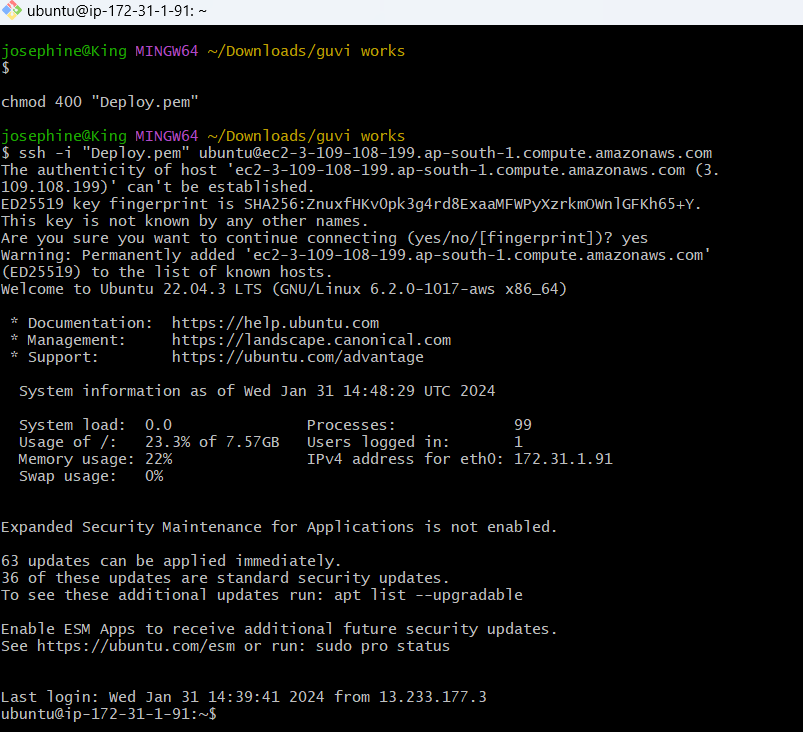 ubuntu@ip-172-31-1-91: ~
josephine@King MINGW64 ~/Downloads/guvi works
$
chmod 400 "Deploy.pem"
josephine@King MINGW64 ~/Downloads/guvi works
$ ssh -i "Deploy.pem" ubuntu@ec2-3-109-108-199.ap-south-1.compute.amazonaws.com
The authenticity of host 'ec2-3-109-108-199.ap-south-1.compute.amazonaws.com (3.
109.108.199)' can't be established.
ED25519 key fingerprint is SHA256:ZnuxfHKvOpk3g4rd8ExaaMFWPyXzrkmOWnlGFKh65+Y.
This key is not known by any other names.
Are you sure you want to continue connecting (yes/no/[fingerprint])? yes
Warning: Permanently added 'ec2-3-109-108-199.ap-south-1.compute.amazonaws.com'
(ED25519) to the list of known hosts.
Welcome to Ubuntu 22.04.3 LTS (GNU/Linux 6.2.0-1017-aws x86_64)
* Documentation:  https://help.ubuntu.com
* Management:     https://landscape.canonical.com
* Support:        https://ubuntu.com/advantage
System information as of Wed Jan 31 14:48:29 UTC 2024
System load:  0.0               Processes:             99
Usage of /:   23.3% of 7.57GB   Users logged in:       1
Memory usage: 22%               IPv4 address for eth0: 172.31.1.91
Swap usage:   0%
Expanded Security Maintenance for Applications is not enabled.
63 updates can be applied immediately.
36 of these updates are standard security updates.
To see these additional updates run: apt list --upgradable
Enable ESM Apps to receive additional future security updates.
See https://ubuntu.com/esm or run: sudo pro status
Last login: Wed Jan 31 14:39:41 2024 from 13.233.177.3
ubuntu@ip-172-31-1-91:~$